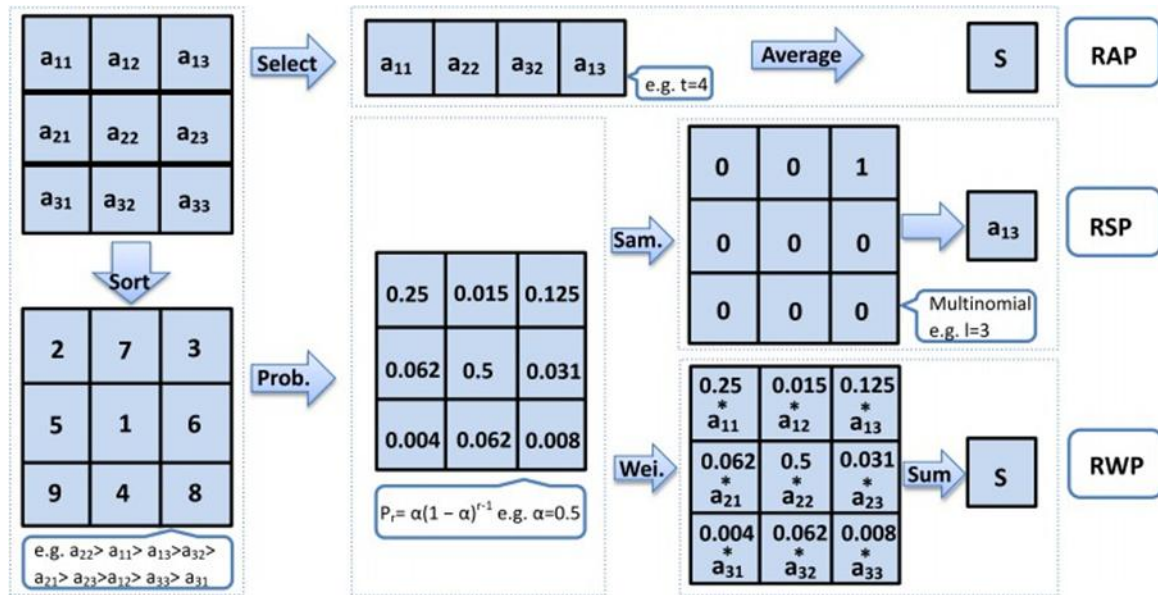 a11 a12 a13
a21 a22 a23
a31 a32 a33
Select
a11 a22 a32 a13
e.g. t=4
Average
S
RAP
Sort
2 7 3
5 1 6
9 4 8
e.g. a22> a11> a13>a32>
a21> a23>a12> a33> a31
Prob.
0.25 0.015 0.125
0.062 0.5 0.031
0.004 0.062 0.008
Pr= α(1 − α)r-1 e.g. α=0.5
Sam.
0 0 1
0 0 0
0 0 0
Multinomial
e.g. l=3
a13
RSP
Wei.
0.25 0.015 0.125
* * *
a11 a12 a13
0.062 0.5 0.031
* * *
a21 a22 a23
0.004 0.062 0.008
* * *
a31 a32 a33
Sum
S
RWP